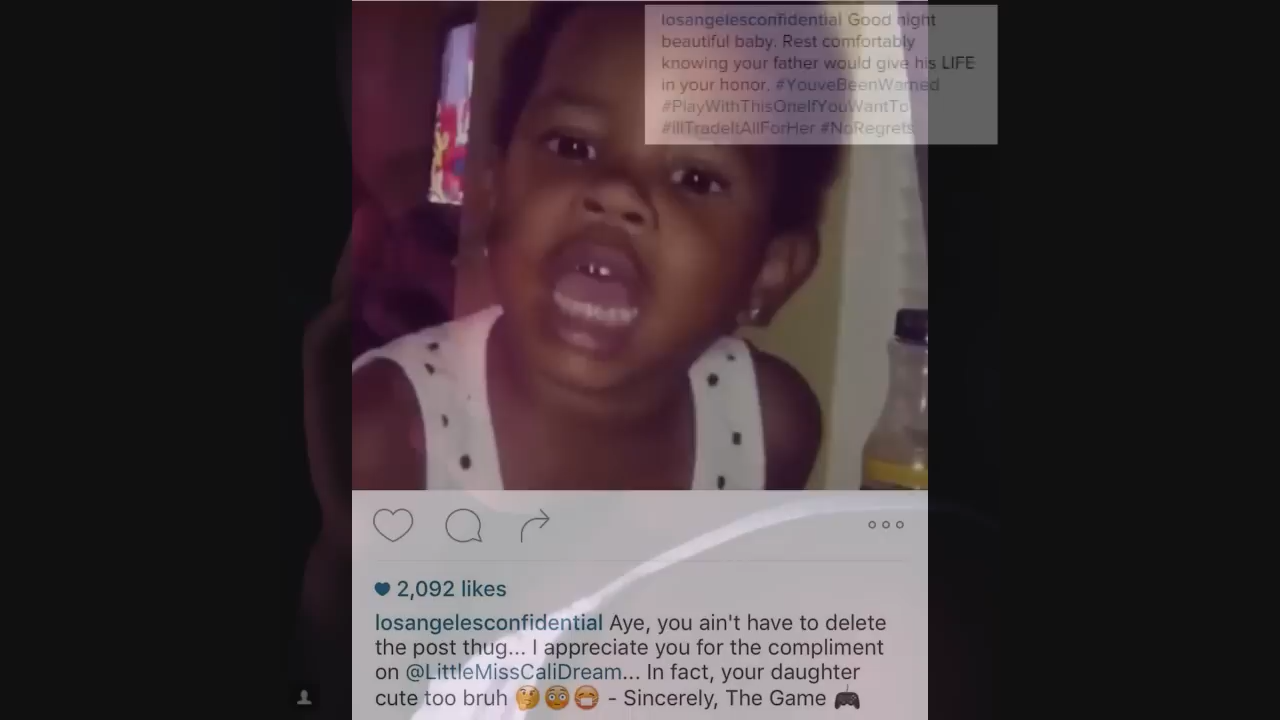 losangelesconfidential Good night
beautiful baby. Rest comfortably
knowing your father would give his LIFE
in your honor. #YouveBeenWarned
#PlayWithThisOneIfYouWantTo
#illTradeItAllForHer #NoRegrets
2,092 likes
losangelesconfidential Aye, you ain't have to delete
the post thug... I appreciate you for the compliment
on @LittleMissCaliDream... In fact, your daughter
cute too bruh 🤔😳😷 - Sincerely, The Game 🎮